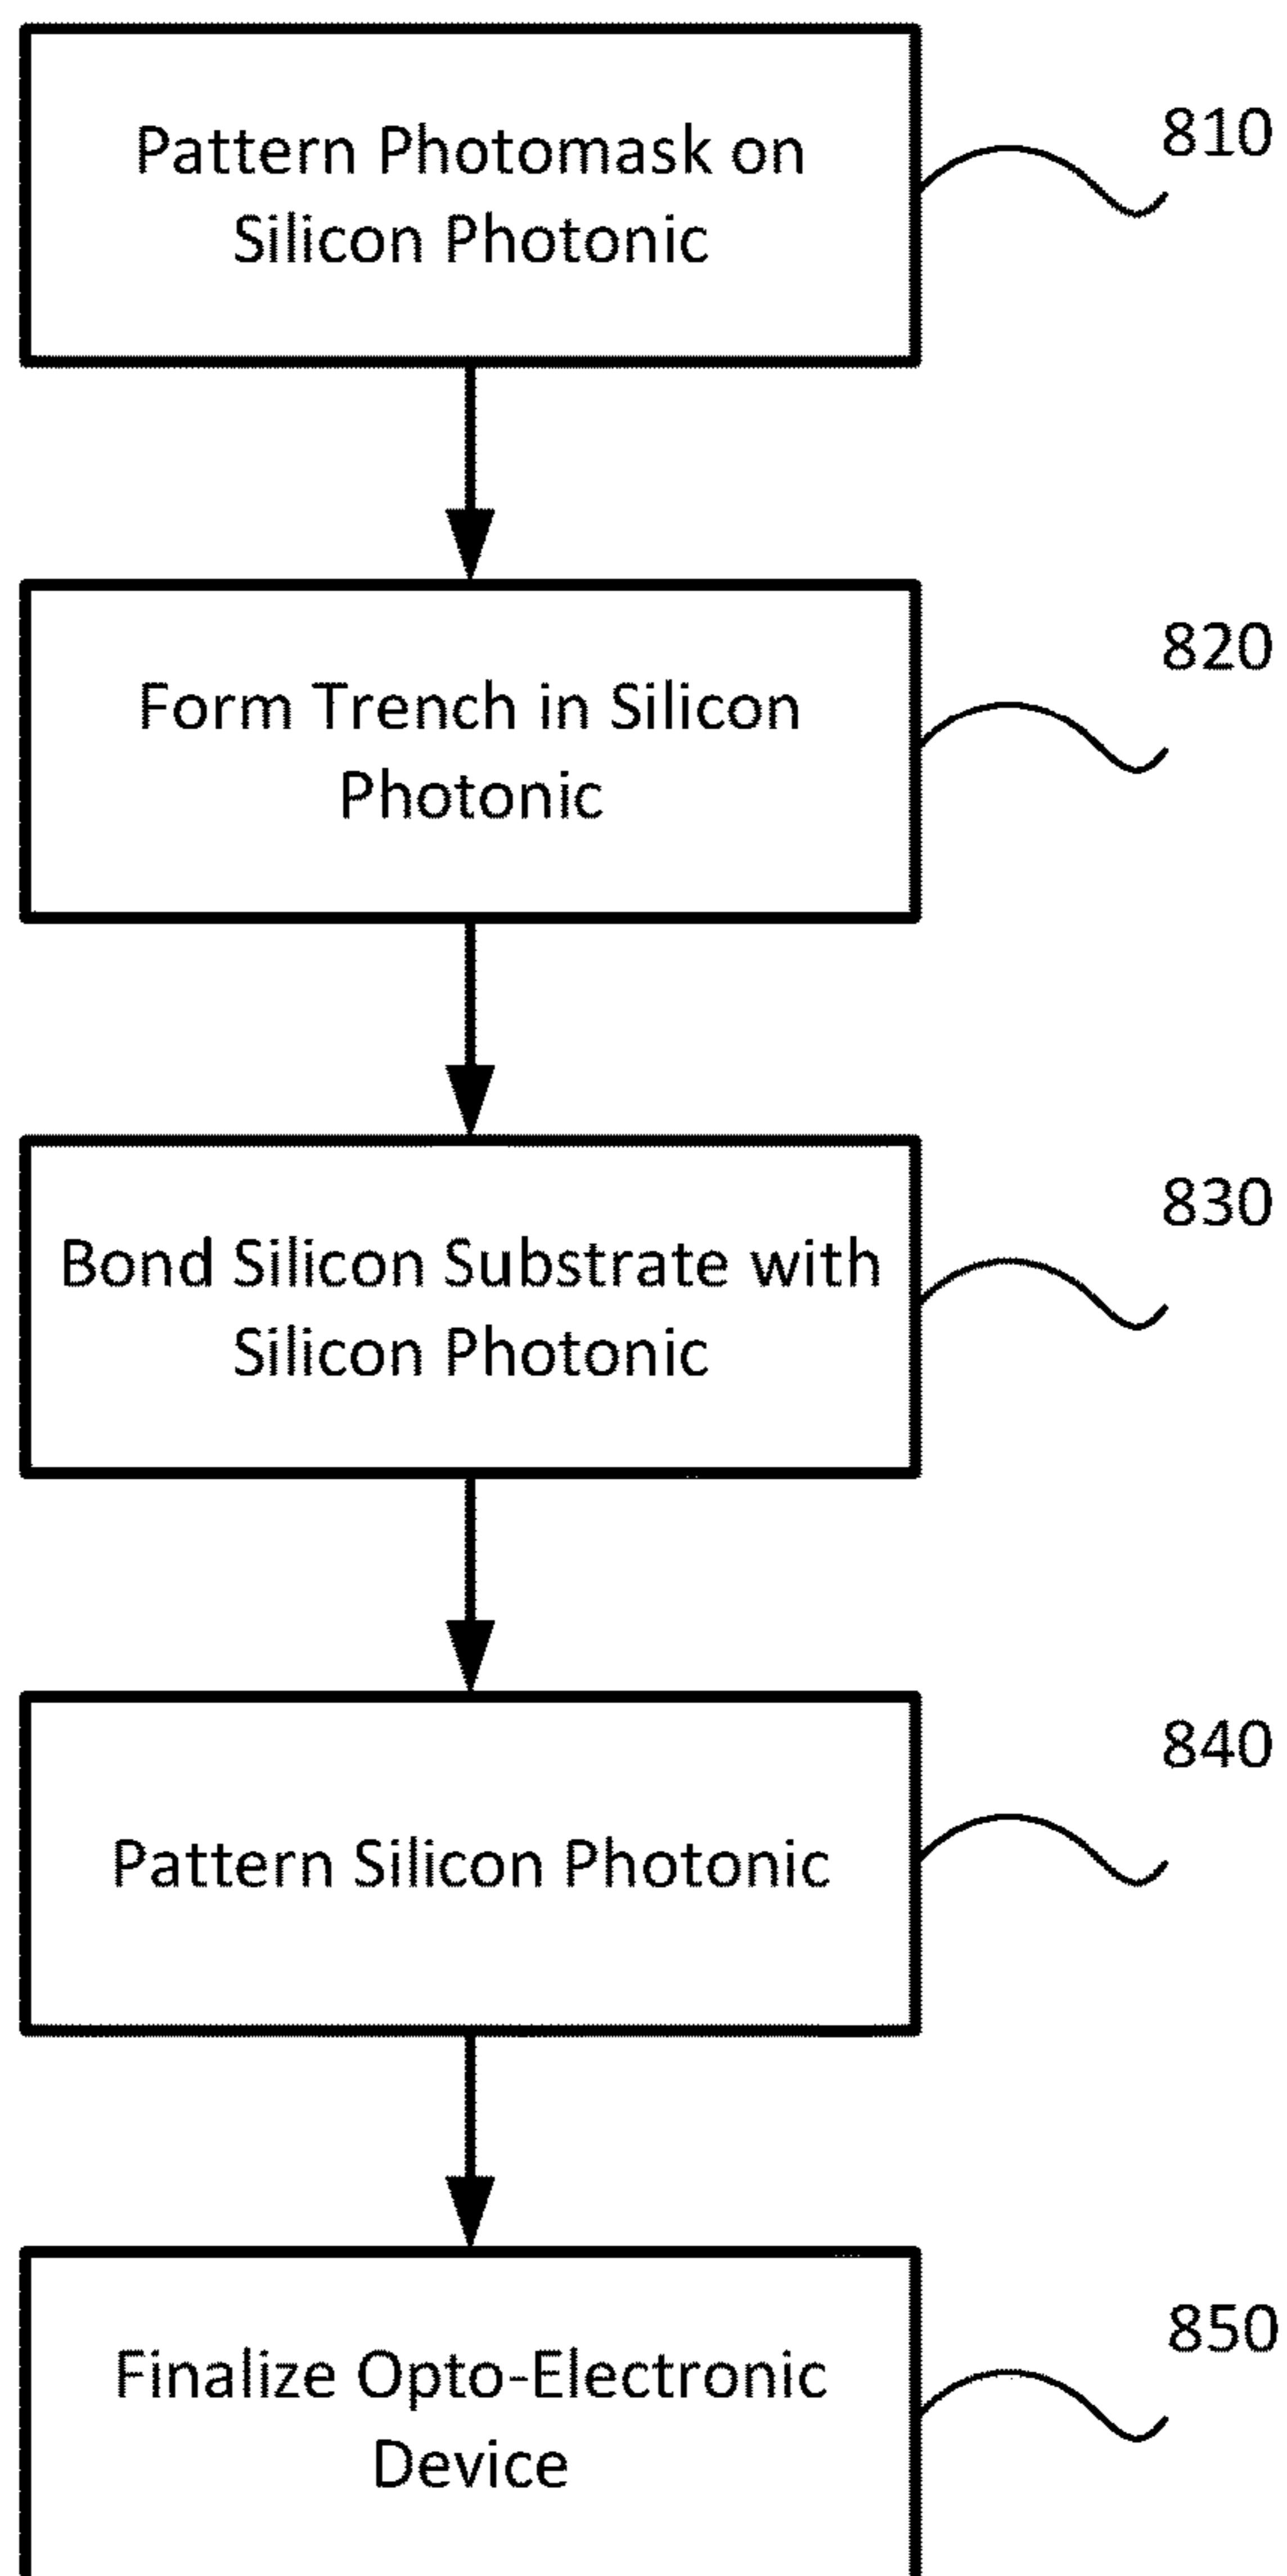 Pattern Photomask on
Silicon Photonic
810
Form Trench in Silicon
Photonic
820
Bond Silicon Substrate with
Silicon Photonic
830
Pattern Silicon Photonic
840
Finalize Opto-Electronic
Device
850